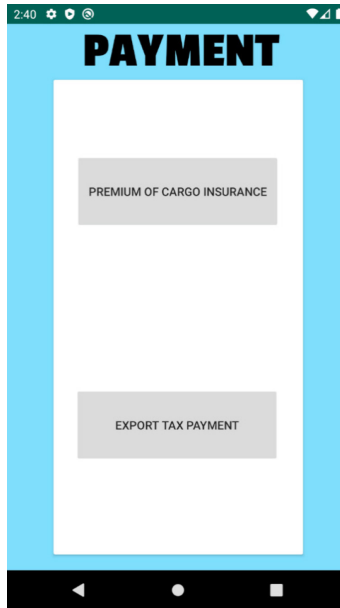 2:40
PAYMENT
PREMIUM OF CARGO INSURANCE
EXPORT TAX PAYMENT